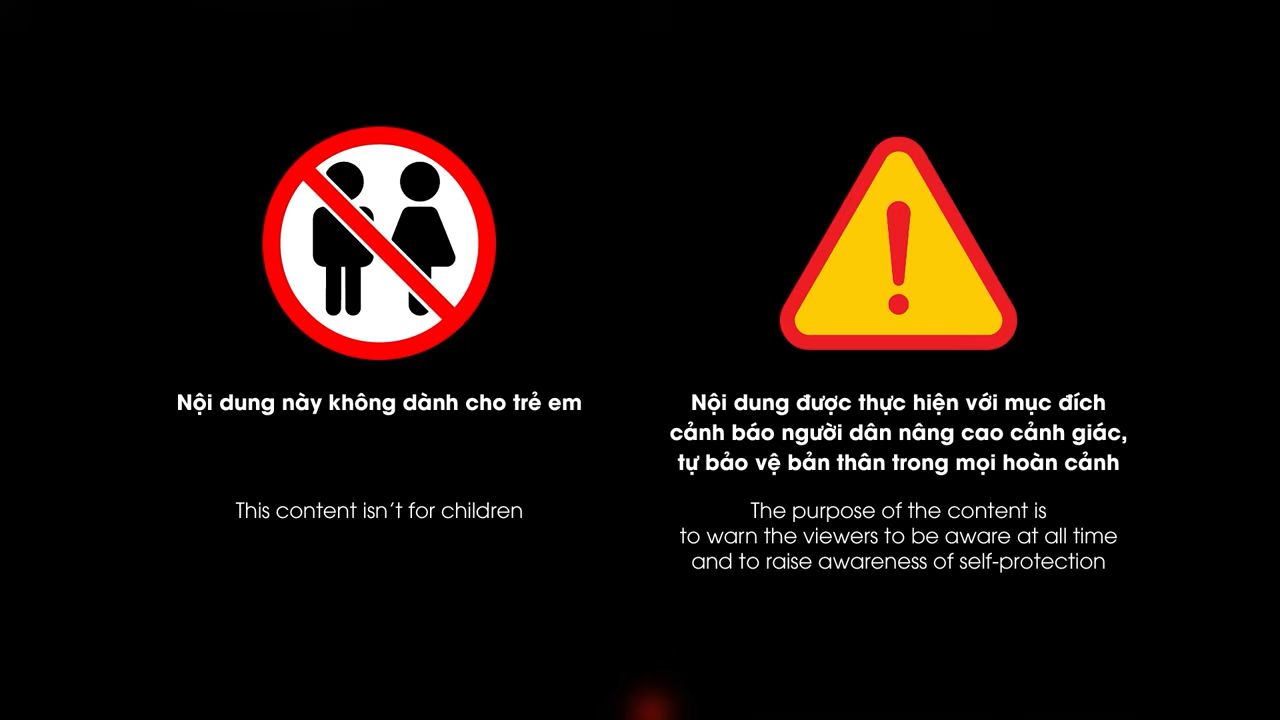 Nội dung này không dành cho trẻ em
This content isn't for children
Nội dung được thực hiện với mục đích
cảnh báo người dân nâng cao cảnh giác,
tự bảo vệ bản thân trong mọi hoàn cảnh
The purpose of the content is
to warn the viewers to be aware at all time
and to raise awareness of self-protection